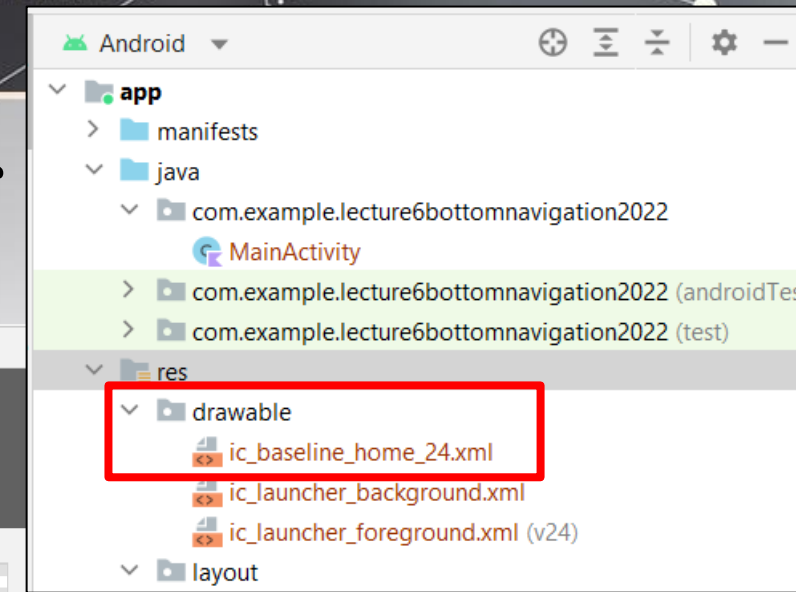 Android
app
manifests
java
com.example.lecture6bottomnavigation2022
MainActivity
com.example.lecture6bottomnavigation2022 (androidTes
com.example.lecture6bottomnavigation2022 (test)
res
drawable
ic_baseline_home_24.xml
ic_launcher_background.xml
ic_launcher_foreground.xml (v24)
layout